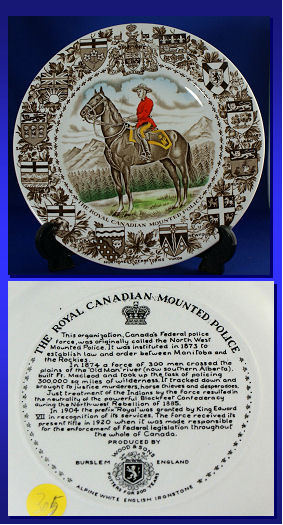 THE ROYAL CANADIAN MOUNTED POLICE
YUKON
THE ROYAL CANADIAN MOUNTED POLICE
This organization, Canada's Federal police
force, was originally called the North West
Mounted Police. It was instituted in 1873 to
establish law and order between Manitoba and
the Rockies.
In 1874 a force of 300 men crossed the
plains of the "Old Man" river (now southern Alberta),
built Ft. Macleod and took up the task of policing
300,000 sq miles of wilderness. It tracked down and
brought to justice murderers, horse thieves and desperadoes.
Just treatment of the Indians by the force resulted in
the neutrality of the powerful Blackfeet Confederacy
during the Northwest Rebellion of 1885.
In 1904 the prefix "Royal" was granted by King Edward
VII in recognition of its services. The force received its
present title in 1920 when it was made responsible
for the enforcement of federal legislation throughout
the whole of Canada.
PRODUCED BY
WOOD & SONS
BURSLEM ENGLAND
FOR 200 YEARS
ALPINE WHITE ENGLISH IRONSTONE